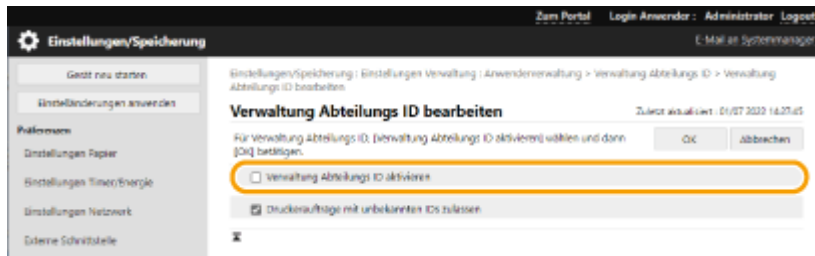 Zum Portal Login Anwender : Administrator Logout
Einstellungen/Speicherung E-Mail an Systemmanager
Gerät neu starten
Einstelländerungen anwenden
Präferenzen
Einstellungen Papier
Einstellungen Timer/Energie
Einstellungen Netzwerk
Externe Schnittstelle
Einstellungen/Speicherung : Einstellungen Verwaltung : Anwenderverwaltung > Verwaltung Abteilungs ID > Verwaltung
Abteilungs ID bearbeiten
Verwaltung Abteilungs ID bearbeiten Zuletzt aktualisiert : 01/07 2022 14:27:45
Für Verwaltung Abteilungs ID, [Verwaltung Abteilungs ID aktivieren] wählen und dann
[OK] betätigen.
OK Abbrechen
Verwaltung Abteilungs ID aktivieren
Druckeraufträge mit unbekannten IDs zulassen